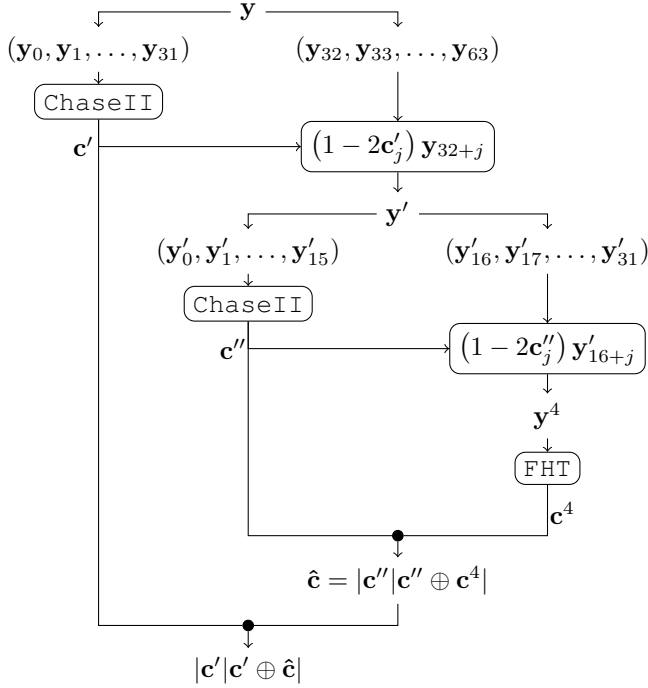 y
(y₀, y₁, . . . , y₃₁) (y₃₂, y₃₃, . . . , y₆₃)
ChaseII
c′ (1 − 2c′ⱼ) y₃₂₊ⱼ
y′
(y′₀, y′₁, . . . , y′₁₅) (y′₁₆, y′₁₇, . . . , y′₃₁)
ChaseII
c′′ (1 − 2c′′ⱼ) y′₁₆₊ⱼ
y⁴
FHT
c⁴
ĉ = |c′′|c′′ ⊕ c⁴|
|c′|c′ ⊕ ĉ|